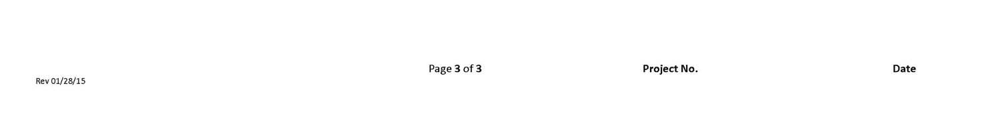 Page 3 of 3 Project No. Date
Rev 01/28/15